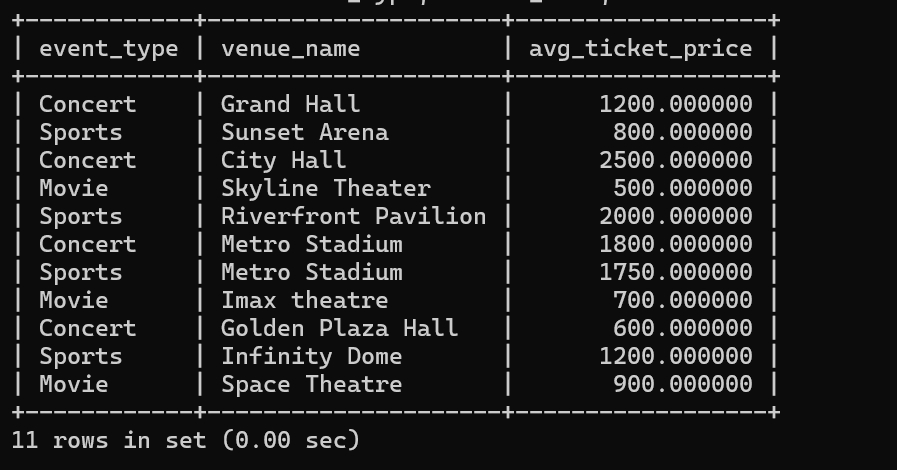 +------------+---------------------+------------------+
| event_type | venue_name          | avg_ticket_price |
+------------+---------------------+------------------+
| Concert    | Grand Hall          |      1200.000000 |
| Sports     | Sunset Arena        |       800.000000 |
| Concert    | City Hall           |      2500.000000 |
| Movie      | Skyline Theater     |       500.000000 |
| Sports     | Riverfront Pavilion |      2000.000000 |
| Concert    | Metro Stadium       |      1800.000000 |
| Sports     | Metro Stadium       |      1750.000000 |
| Movie      | Imax theatre        |       700.000000 |
| Concert    | Golden Plaza Hall   |       600.000000 |
| Sports     | Infinity Dome       |      1200.000000 |
| Movie      | Space Theatre       |       900.000000 |
+------------+---------------------+------------------+
11 rows in set (0.00 sec)